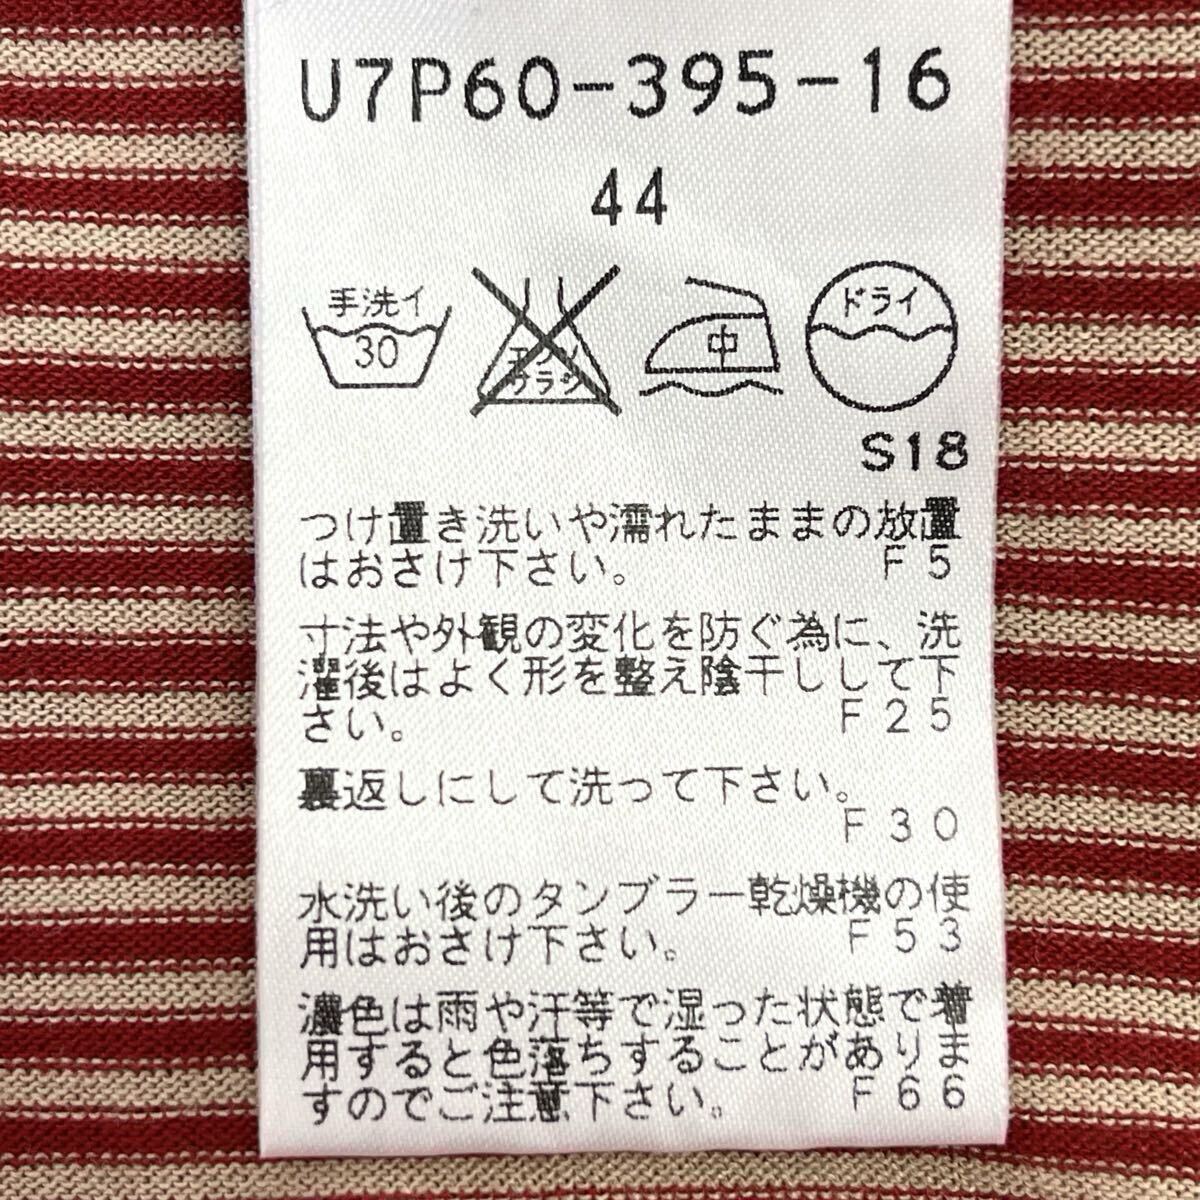 U7P60-395-16
44
手洗イ
30
エンソ
サラシ
中
ドライ
S18
つけ置き洗いや濡れたままの放置
はおさけ下さい。 F5
寸法や外観の変化を防ぐ為に、洗
濯後はよく形を整え陰干しして下
さい。 F25
裏返しにして洗って下さい。
F30
水洗い後のタンブラー乾燥機の使
用はおさけ下さい。 F53
濃色は雨や汗等で湿った状態で着
用すると色落ちすることがありま
すのでご注意下さい。 F66